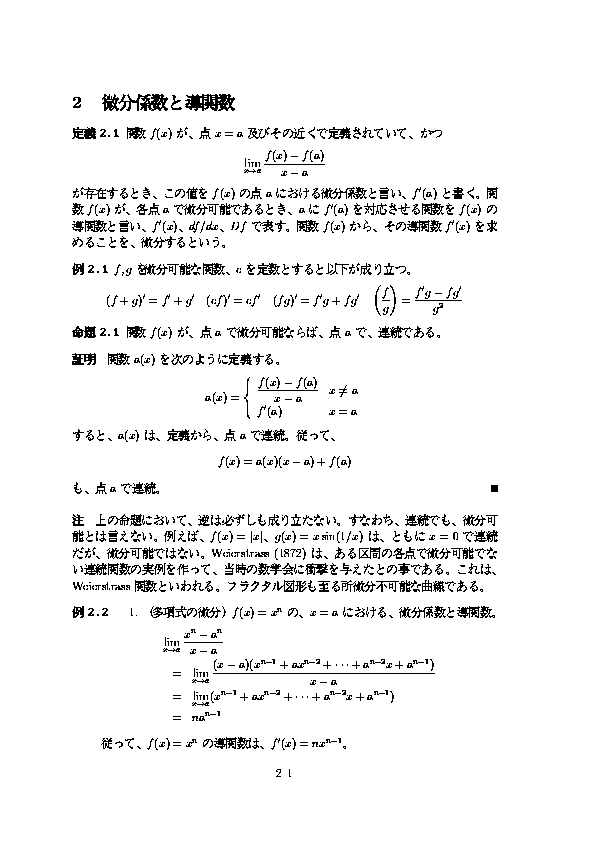 2 微分係数と導関数
定義 2.1 関数 f(x) が、点 x = a 及びその近くで定義されていて、かつ
lim_{x→a} \frac{f(x) − f(a)}{x − a}
が存在するとき、この値を f(x) の点 a における微分係数と言い、f′(a) と書く。関
数 f(x) が、各点 a で微分可能であるとき、a に f′(a) を対応させる関数を f(x) の
導関数と言い、f′(x)、df/dx、Df で表す。関数 f(x) から、その導関数 f′(x) を求
めることを、微分するという。
例 2.1 f, g を微分可能な関数、c を定数とすると以下が成り立つ。
(f + g)′ = f′ + g′ (cf)′ = cf′ (fg)′ = f′g + fg′ \left(\frac{f}{g}\right) = \frac{f′g − fg′}{g^2}
命題 2.1 関数 f(x) が、点 a で微分可能ならば、点 a で、連続である。
証明 関数 a(x) を次のように定義する。
a(x) = { \frac{f(x) − f(a)}{x − a} x ≠ a
f′(a) x = a
すると、a(x) は、定義から、点 a で連続。従って、
f(x) = a(x)(x − a) + f(a)
も、点 a で連続。 ■
注 上の命題において、逆は必ずしも成り立たない。すなわち、連続でも、微分可
能とは言えない。例えば、f(x) = |x|、g(x) = x sin(1/x) は、ともに x = 0 で連続
だが、微分可能ではない。Weierstrass (1872) は、ある区間の各点で微分可能でな
い連続関数の実例を作って、当時の数学会に衝撃を与えたとの事である。これは、
Weierstrass 関数といわれる。フラクタル図形も至る所微分不可能な曲線である。
例 2.2 1. (多項式の微分) f(x) = x^n の、x = a における、微分係数と導関数。
lim_{x→a} \frac{x^n − a^n}{x − a}
= lim_{x→a} \frac{(x − a)(x^{n−1} + ax^{n−2} + ··· + a^{n−2}x + a^{n−1})}{x − a}
= lim_{x→a} (x^{n−1} + ax^{n−2} + ··· + a^{n−2}x + a^{n−1})
= na^{n−1}
従って、f(x) = x^n の導関数は、f′(x) = nx^{n−1}。
2–1